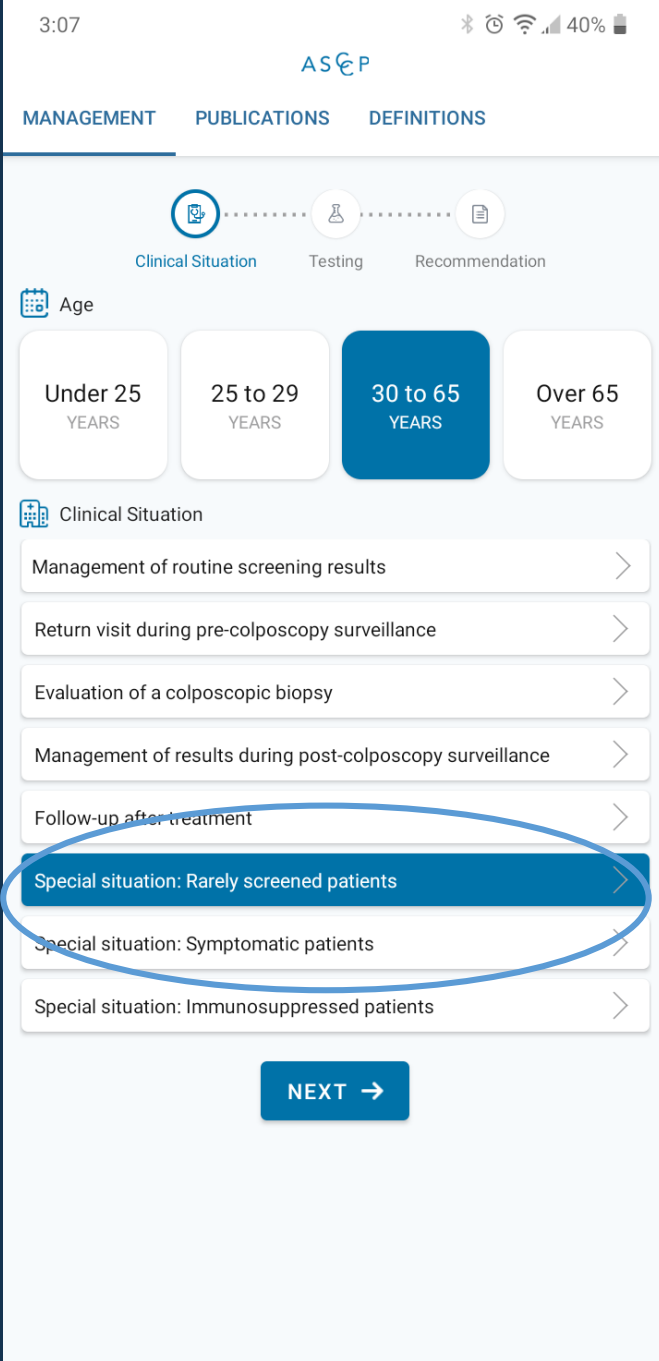 3:07 40%
ASCCP
MANAGEMENT PUBLICATIONS DEFINITIONS
Clinical Situation Testing Recommendation
Age
Under 25 25 to 29 30 to 65 Over 65
YEARS YEARS YEARS YEARS
Clinical Situation
Management of routine screening results
Return visit during pre-colposcopy surveillance
Evaluation of a colposcopic biopsy
Management of results during post-colposcopy surveillance
Follow-up after treatment
Special situation: Rarely screened patients
Special situation: Symptomatic patients
Special situation: Immunosuppressed patients
NEXT →